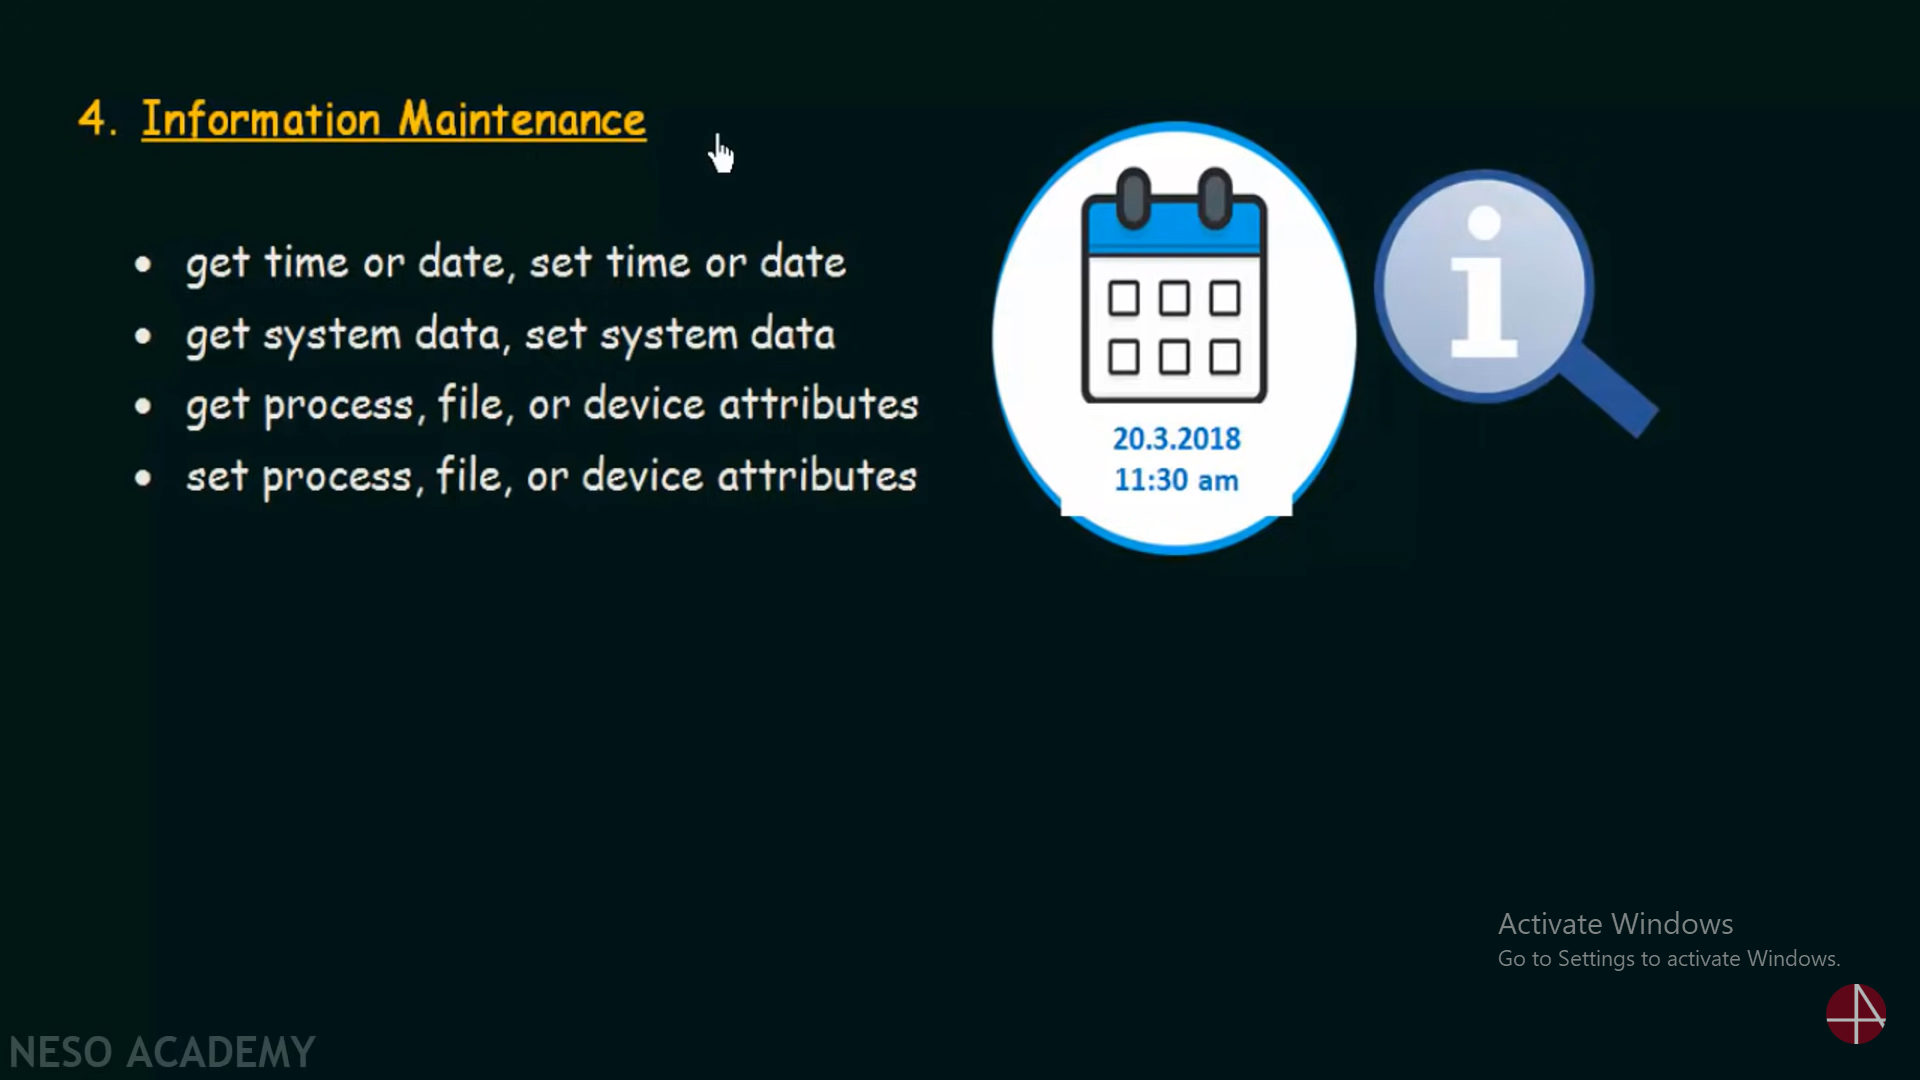 4. Information Maintenance
• get time or date, set time or date
• get system data, set system data
• get process, file, or device attributes
• set process, file, or device attributes
20.3.2018
11:30 am
i
Activate Windows
Go to Settings to activate Windows.
NESO ACADEMY